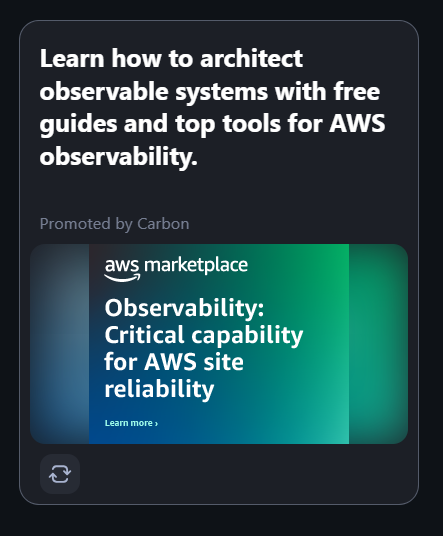 Learn how to architect
observable systems with free
guides and top tools for AWS
observability.
Promoted by Carbon
aws marketplace
Observability:
Critical capability
for AWS site
reliability
Learn more ›